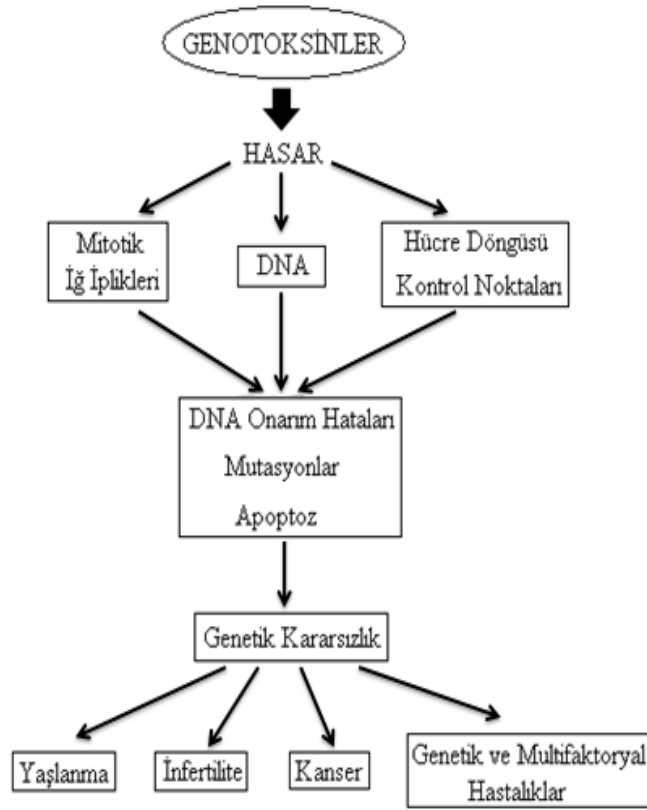 GENOTOKSİNLER
HASAR
Mitotik
İğ İplikleri
DNA
Hücre Döngüsü
Kontrol Noktaları
DNA Onarım Hataları
Mutasyonlar
Apoptoz
Genetik Kararsızlık
Yaşlanma
İnfertilite
Kanser
Genetik ve Multifaktoryal
Hastalıklar